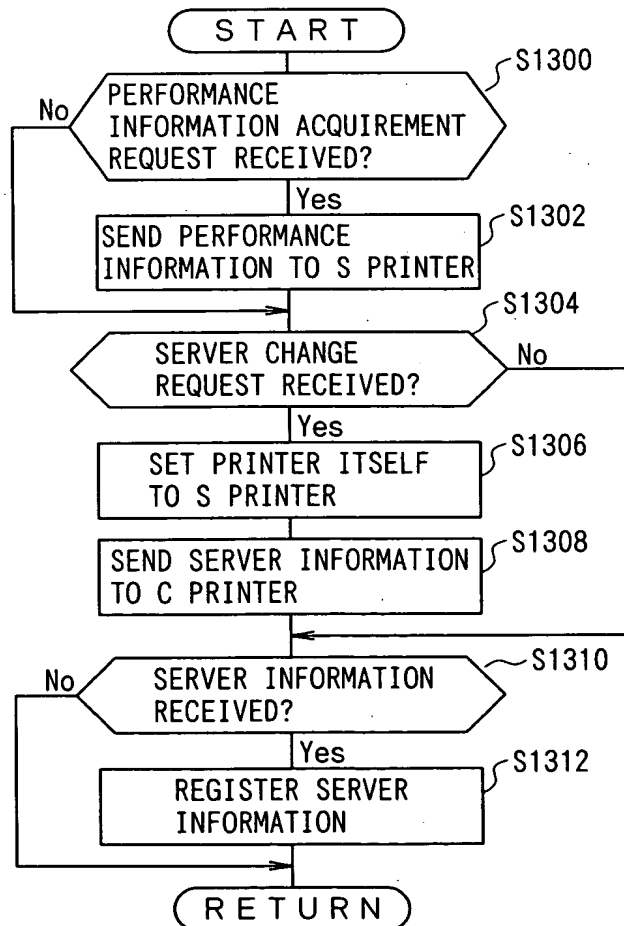 START
S1300
No
PERFORMANCE
INFORMATION ACQUIREMENT
REQUEST RECEIVED?
Yes
S1302
SEND PERFORMANCE
INFORMATION TO S PRINTER
S1304
SERVER CHANGE
REQUEST RECEIVED?
No
Yes
S1306
SET PRINTER ITSELF
TO S PRINTER
S1308
SEND SERVER INFORMATION
TO C PRINTER
S1310
No
SERVER INFORMATION
RECEIVED?
Yes
S1312
REGISTER SERVER
INFORMATION
RETURN